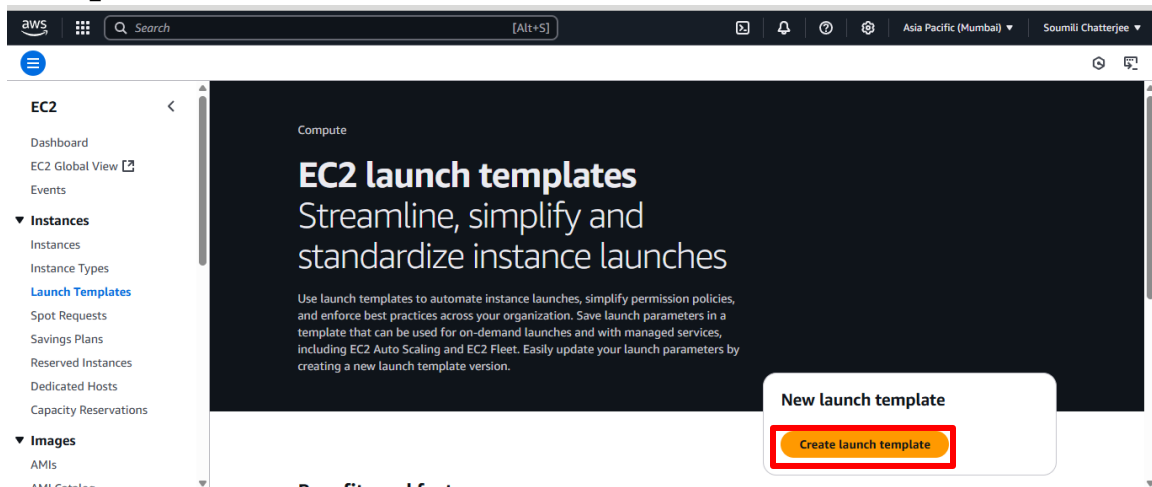 aws
Search [Alt+S]
Asia Pacific (Mumbai) ▼
Soumili Chatterjee ▼
EC2
Dashboard
EC2 Global View
Events
▼ Instances
Instances
Instance Types
Launch Templates
Spot Requests
Savings Plans
Reserved Instances
Dedicated Hosts
Capacity Reservations
▼ Images
AMIs
Compute
EC2 launch templates
Streamline, simplify and
standardize instance launches
Use launch templates to automate instance launches, simplify permission policies,
and enforce best practices across your organization. Save launch parameters in a
template that can be used for on-demand launches and with managed services,
including EC2 Auto Scaling and EC2 Fleet. Easily update your launch parameters by
creating a new launch template version.
New launch template
Create launch template